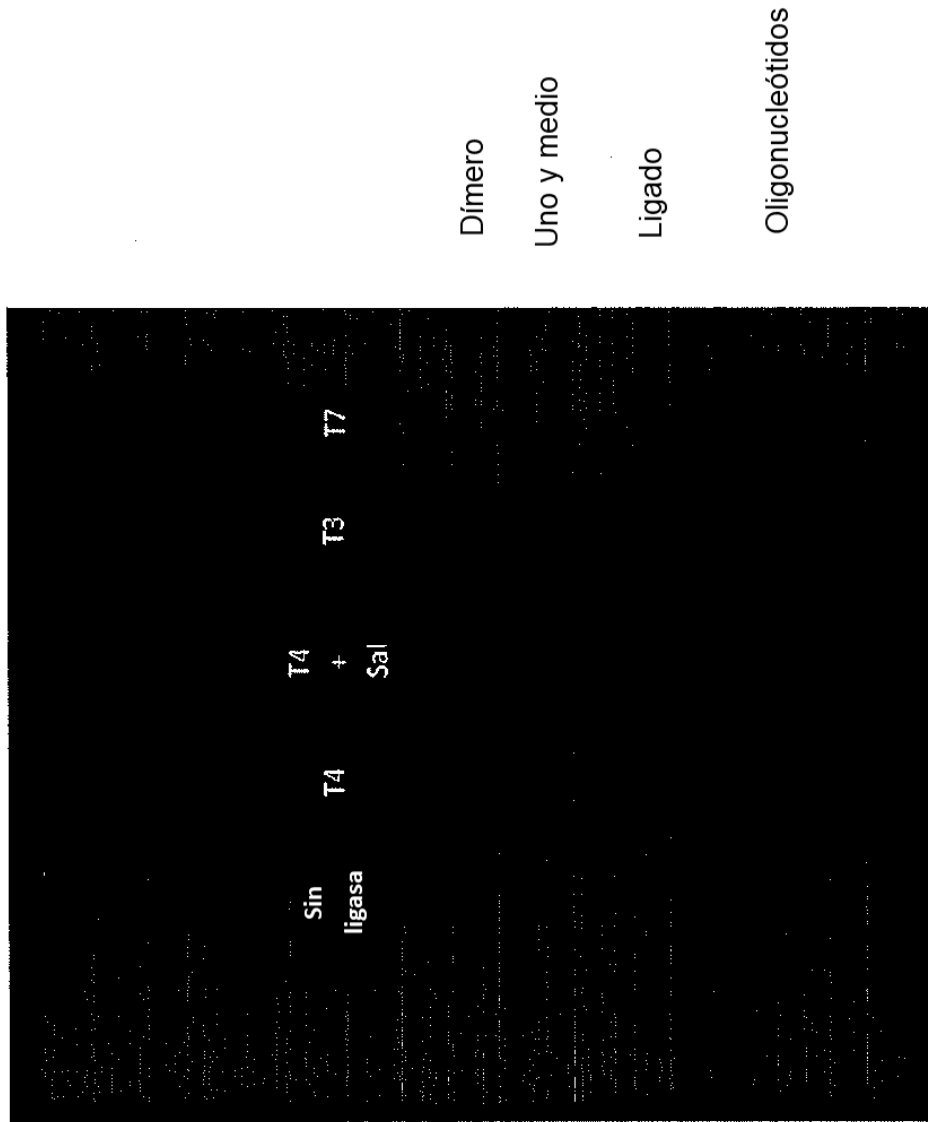 Sin
ligasa
T4
T4
+
Sal
T3
T7
Dímero
Uno y medio
Ligado
Oligonucleótidos